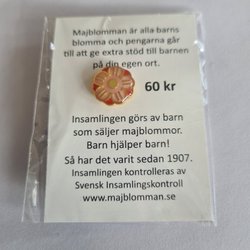 Majblomman är alla barns
blomma och pengarna går
till att ge extra stöd till barnen
på din egen ort.
60 kr
Insamlingen görs av barn
som säljer majblommor.
Barn hjälper barn!
Så har det varit sedan 1907.
Insamlingen kontrolleras av
Svensk Insamlingskontroll
www.majblomman.se